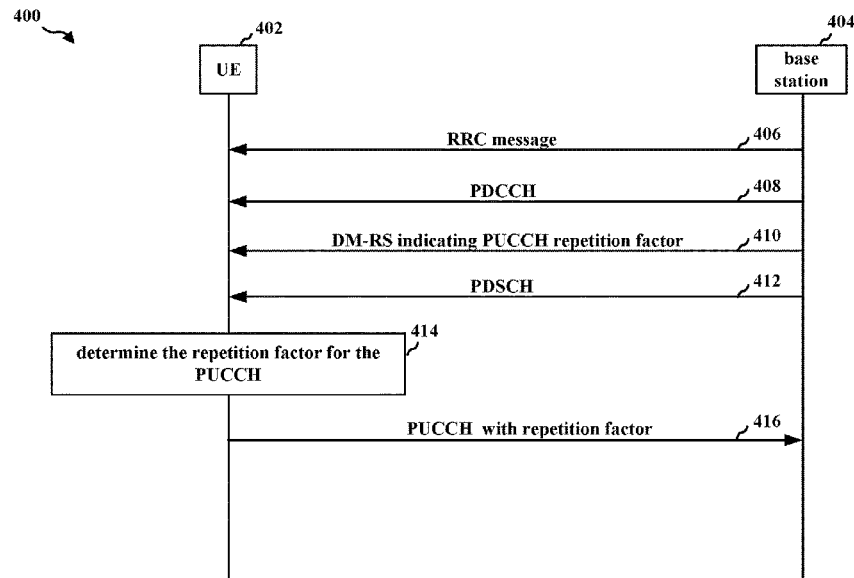 400
402
UE
404
base
station
RRC message
406
PDCCH
408
DM-RS indicating PUCCH repetition factor
410
PDSCH
412
414
determine the repetition factor for the
PUCCH
PUCCH with repetition factor
416